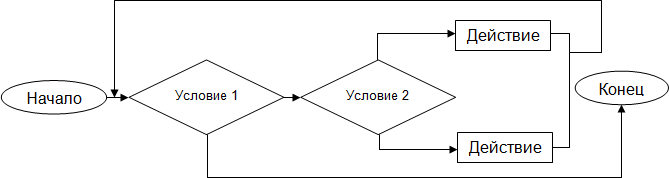 Начало
Условие 1
Условие 2
Действие
Действие
Конец